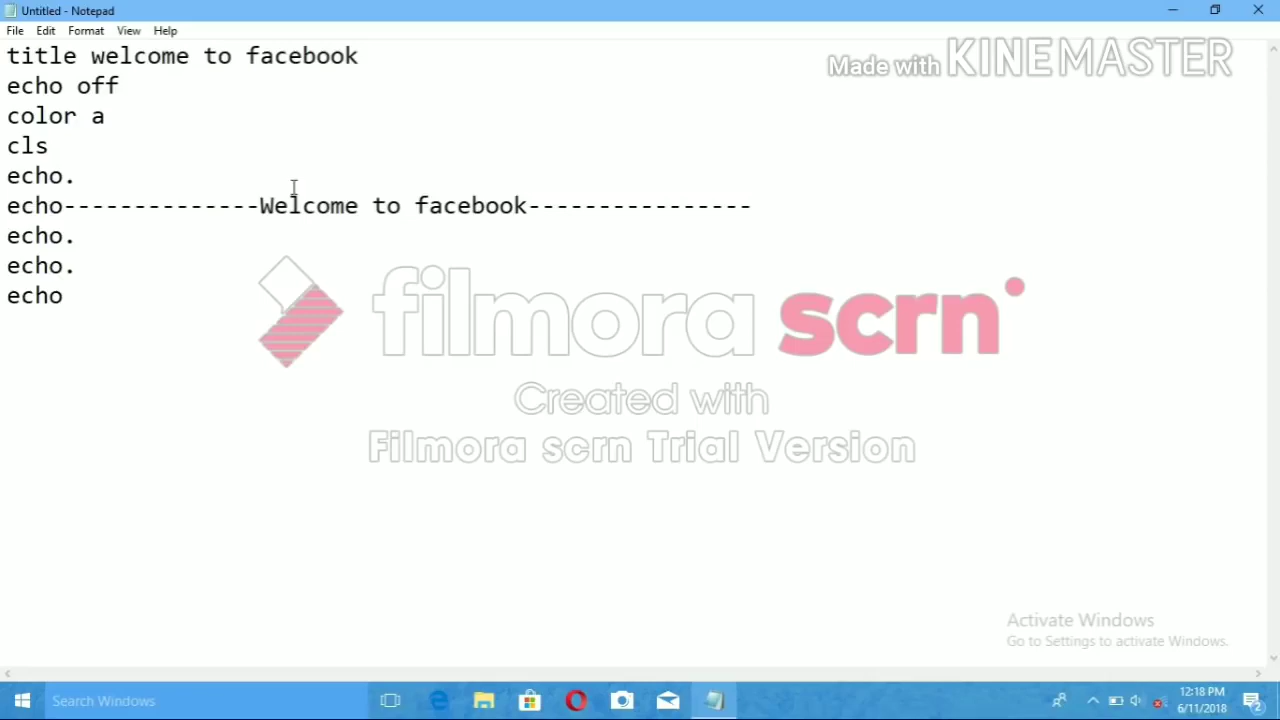 Untitled - Notepad
File Edit Format View Help
title welcome to facebook
echo off
color a
cls
echo.
echo--------------Welcome to facebook----------------
echo.
echo.
echo
Made with KINEMASTER
filmora scrn
Created with
Filmora scrn Trial Version
Activate Windows
Go to Settings to activate Windows.
Search Windows
12:18 PM
6/11/2018
2